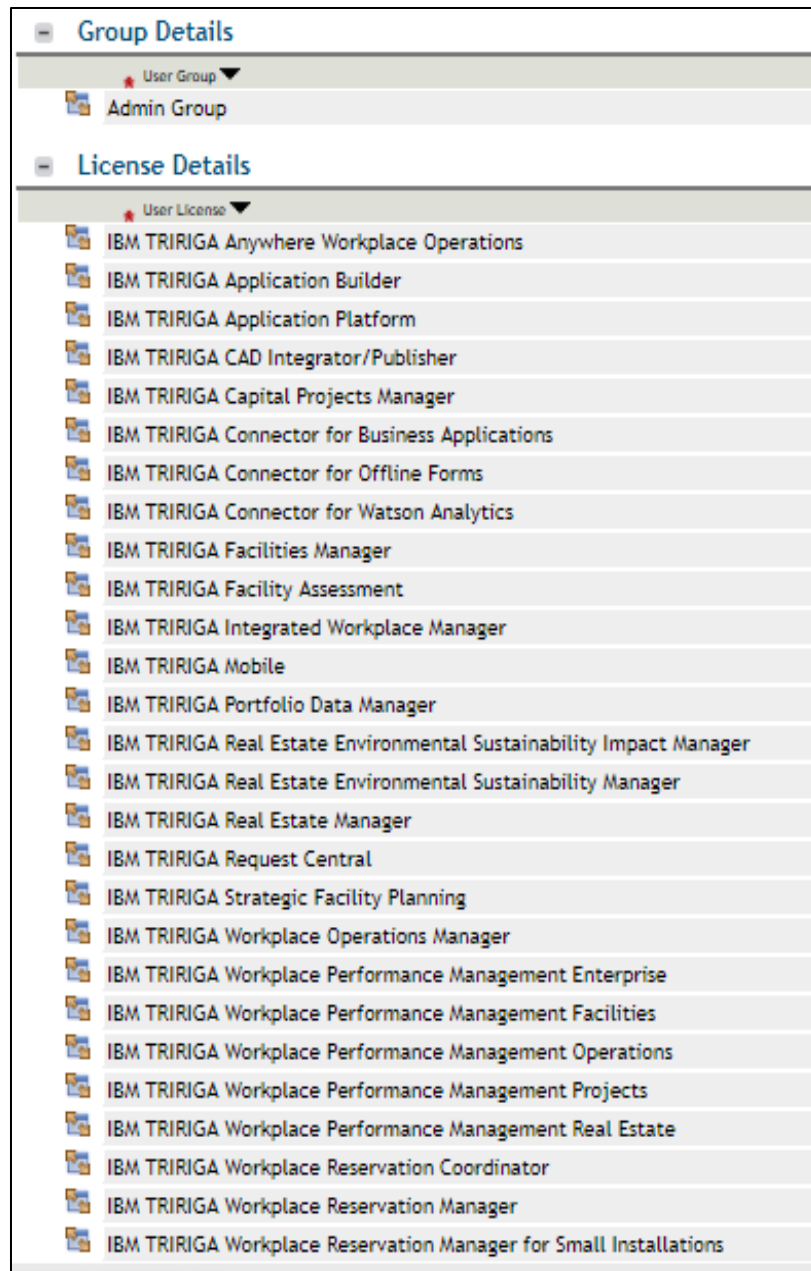 Group Details
User Group
Admin Group
License Details
User License
IBM TRIRIGA Anywhere Workplace Operations
IBM TRIRIGA Application Builder
IBM TRIRIGA Application Platform
IBM TRIRIGA CAD Integrator/Publisher
IBM TRIRIGA Capital Projects Manager
IBM TRIRIGA Connector for Business Applications
IBM TRIRIGA Connector for Offline Forms
IBM TRIRIGA Connector for Watson Analytics
IBM TRIRIGA Facilities Manager
IBM TRIRIGA Facility Assessment
IBM TRIRIGA Integrated Workplace Manager
IBM TRIRIGA Mobile
IBM TRIRIGA Portfolio Data Manager
IBM TRIRIGA Real Estate Environmental Sustainability Impact Manager
IBM TRIRIGA Real Estate Environmental Sustainability Manager
IBM TRIRIGA Real Estate Manager
IBM TRIRIGA Request Central
IBM TRIRIGA Strategic Facility Planning
IBM TRIRIGA Workplace Operations Manager
IBM TRIRIGA Workplace Performance Management Enterprise
IBM TRIRIGA Workplace Performance Management Facilities
IBM TRIRIGA Workplace Performance Management Operations
IBM TRIRIGA Workplace Performance Management Projects
IBM TRIRIGA Workplace Performance Management Real Estate
IBM TRIRIGA Workplace Reservation Coordinator
IBM TRIRIGA Workplace Reservation Manager
IBM TRIRIGA Workplace Reservation Manager for Small Installations